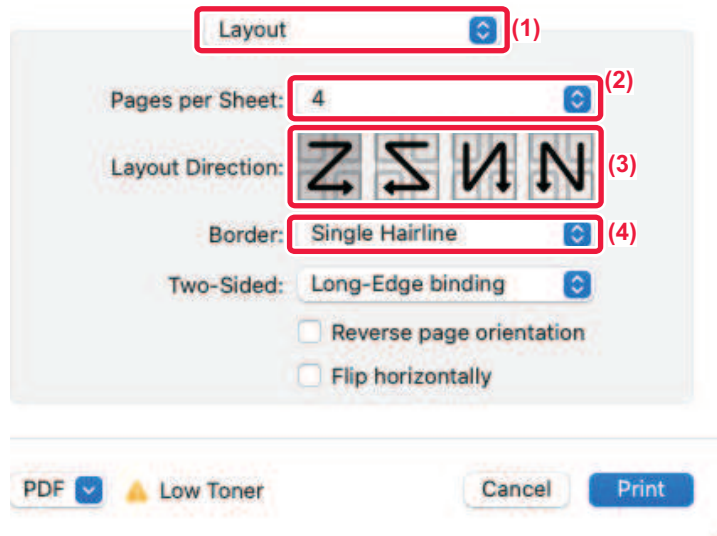 Layout (1)
Pages per Sheet: 4 (2)
Layout Direction: (3)
Border: Single Hairline (4)
Two-Sided: Long-Edge binding
Reverse page orientation
Flip horizontally
PDF Low Toner Cancel Print